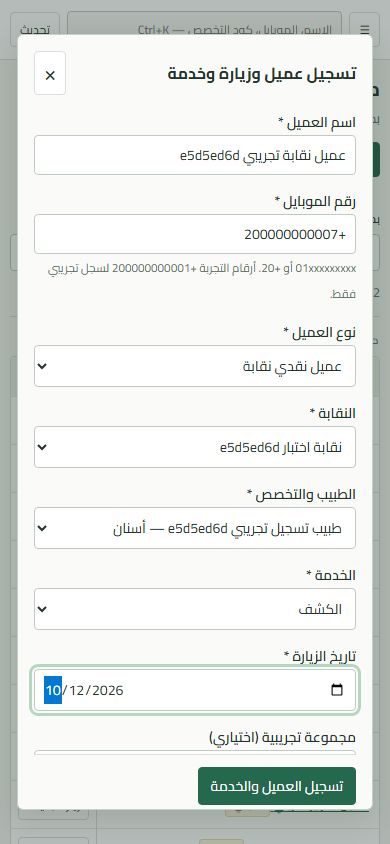 الاسم، الموبايل، كود التخصص — Ctrl+K
تحديث
☰
تسجيل عميل وزيارة وخدمة
×
اسم العميل *
عميل نقابة تجريبي e5d5ed6d
رقم الموبايل *
+200000000007
01xxxxxxxxx أو +20. أرقام التجربة +200000000001 لسجل تجريبي
فقط.
نوع العميل *
عميل نقدي نقابة
النقابة *
نقابة اختبار e5d5ed6d
الطبيب والتخصص *
طبيب تسجيل تجريبي e5d5ed6d — أسنان
الخدمة *
الكشف
تاريخ الزيارة *
10/12/2026
مجموعة تجريبية (اختياري)
تسجيل العميل والخدمة